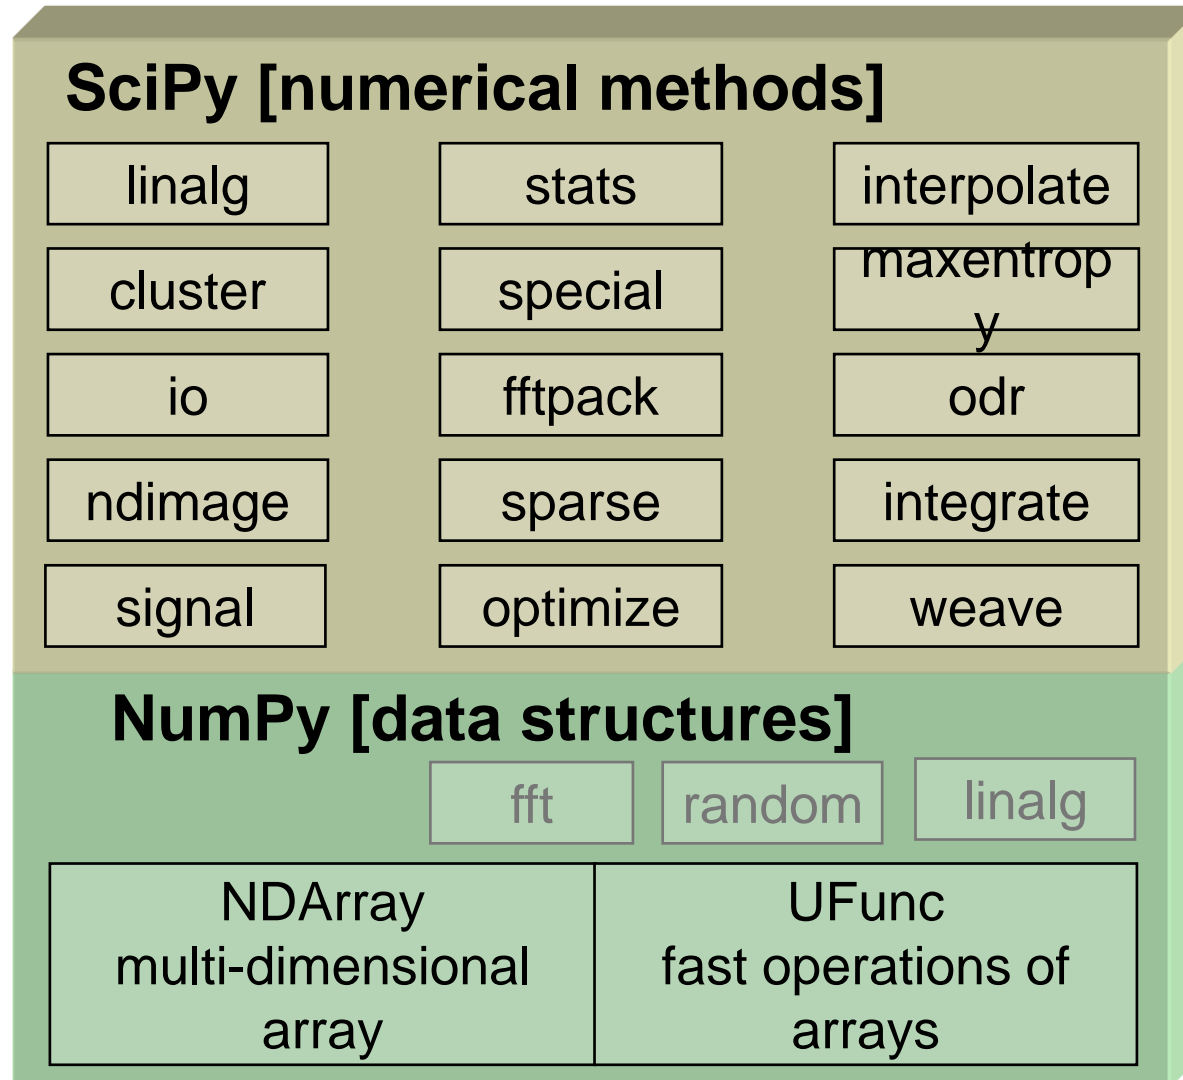 SciPy [numerical methods]
linalg
stats
interpolate
cluster
special
maxentrop
y
io
fftpack
odr
ndimage
sparse
integrate
signal
optimize
weave
NumPy [data structures]
fft
random
linalg
NDArray
multi-dimensional
array
UFunc
fast operations of
arrays